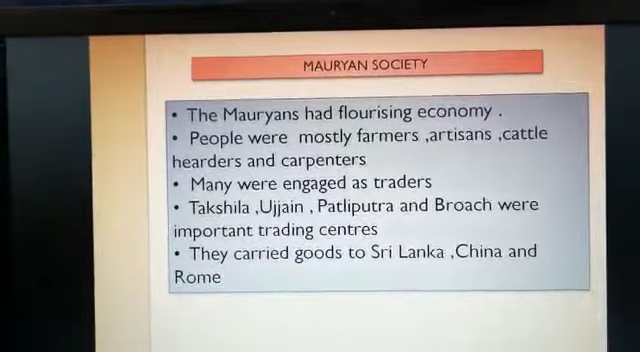 MAURYAN SOCIETY
• The Mauryans had flourising economy .
• People were mostly farmers ,artisans ,cattle
hearders and carpenters
• Many were engaged as traders
• Takshila ,Ujjain , Patliputra and Broach were
important trading centres
• They carried goods to Sri Lanka ,China and
Rome